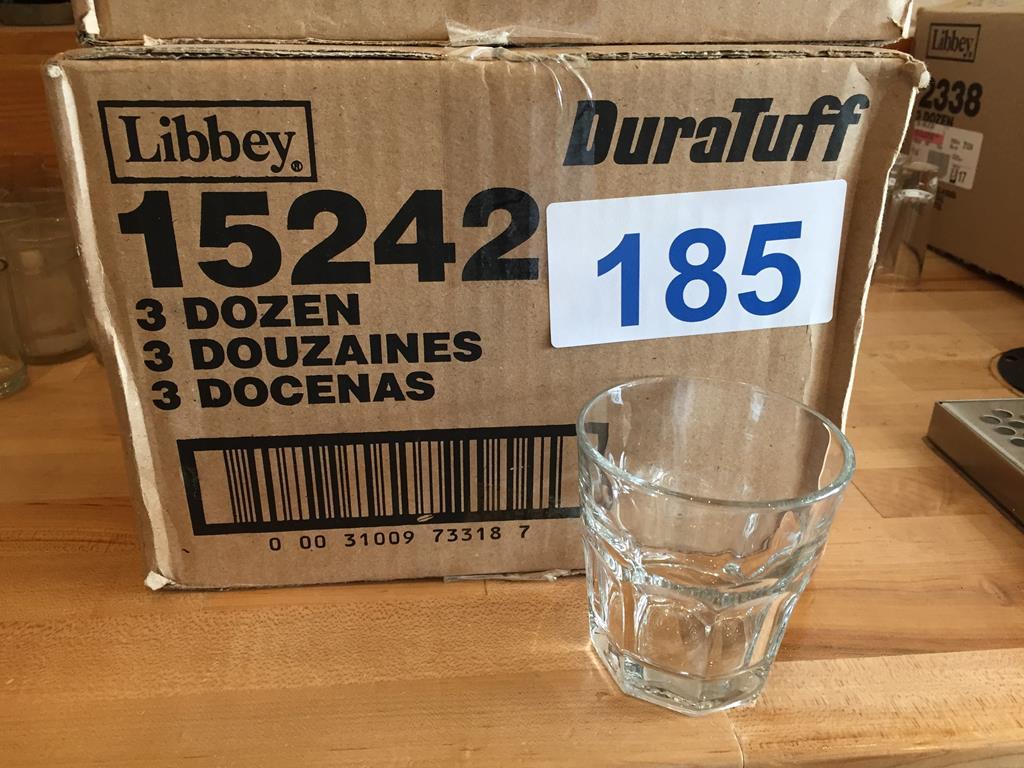 Libbey®
DuraTuff
15242
185
3 DOZEN
3 DOUZAINES
3 DOCENAS
0 00 31009 73318 7
Libbey
2338
3 DOZEN
17